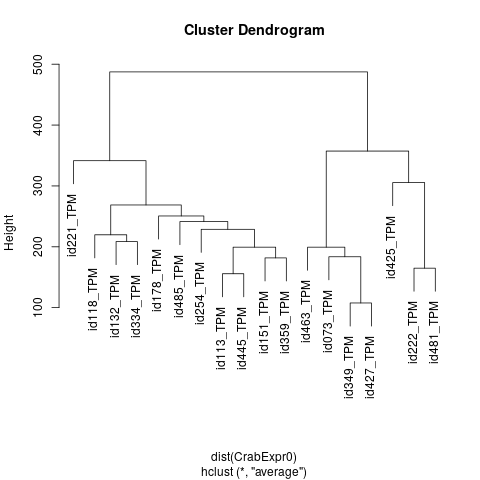 Cluster Dendrogram
Height
500
400
300
200
100
id221_TPM
id118_TPM
id132_TPM
id334_TPM
id178_TPM
id485_TPM
id254_TPM
id113_TPM
id445_TPM
id151_TPM
id359_TPM
id463_TPM
id073_TPM
id349_TPM
id427_TPM
id425_TPM
id222_TPM
id481_TPM
dist(CrabExpr0)
hclust (*, "average")